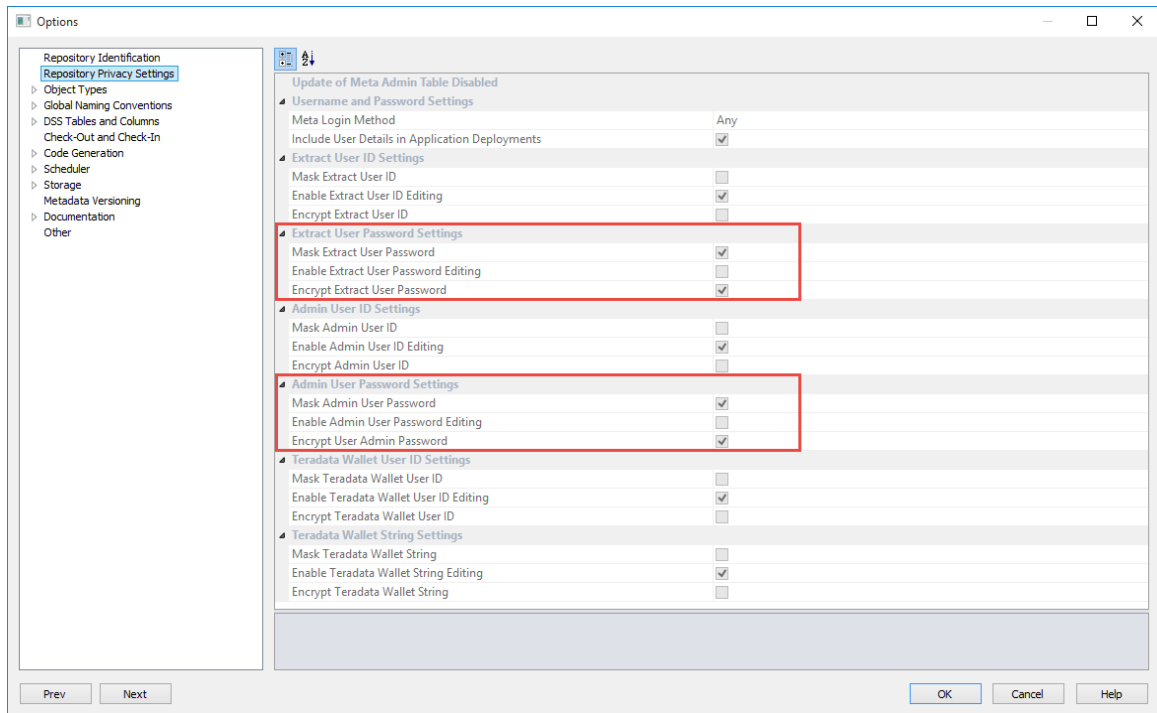 Options
Repository Identification
Repository Privacy Settings
Object Types
Global Naming Conventions
DSS Tables and Columns
Check-Out and Check-In
Code Generation
Scheduler
Storage
Metadata Versioning
Documentation
Other
Update of Meta Admin Table Disabled
Username and Password Settings
Meta Login Method Any
Include User Details in Application Deployments
Extract User ID Settings
Mask Extract User ID
Enable Extract User ID Editing
Encrypt Extract User ID
Extract User Password Settings
Mask Extract User Password
Enable Extract User Password Editing
Encrypt Extract User Password
Admin User ID Settings
Mask Admin User ID
Enable Admin User ID Editing
Encrypt Admin User ID
Admin User Password Settings
Mask Admin User Password
Enable Admin User Password Editing
Encrypt User Admin Password
Teradata Wallet User ID Settings
Mask Teradata Wallet User ID
Enable Teradata Wallet User ID Editing
Encrypt Teradata Wallet User ID
Teradata Wallet String Settings
Mask Teradata Wallet String
Enable Teradata Wallet String Editing
Encrypt Teradata Wallet String
Prev Next OK Cancel Help